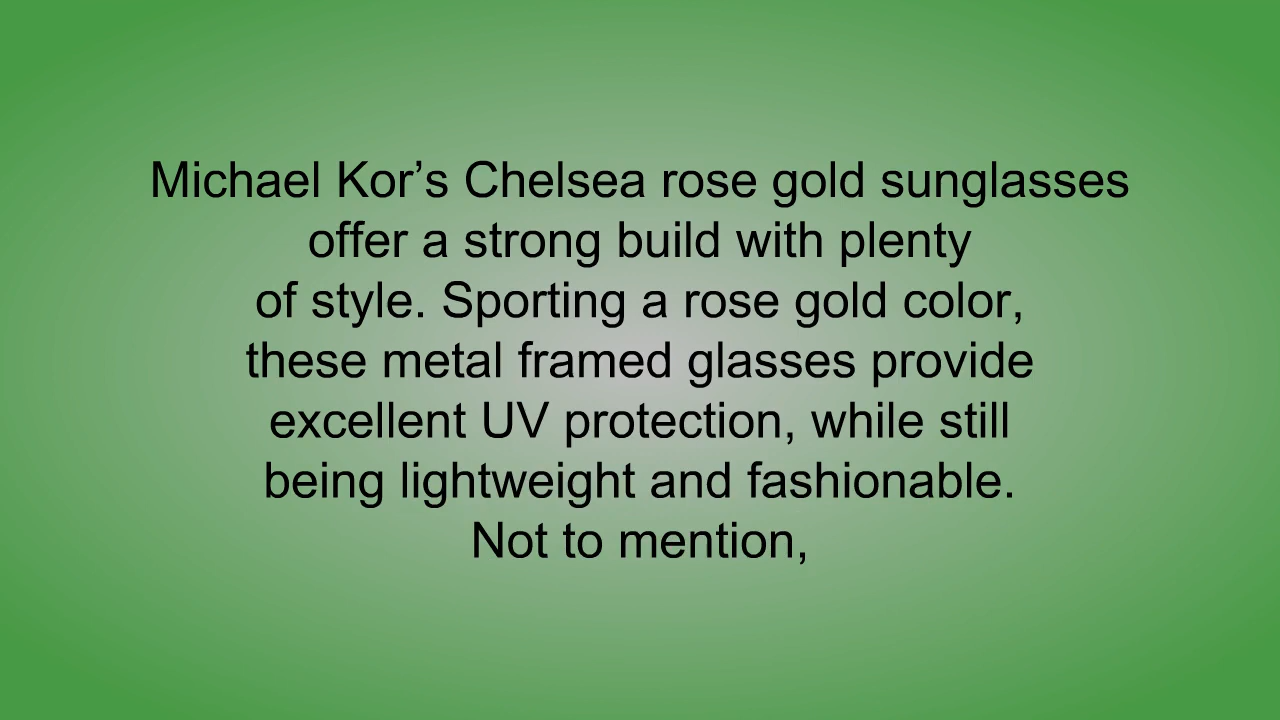 Michael Kor’s Chelsea rose gold sunglasses
offer a strong build with plenty
of style. Sporting a rose gold color,
these metal framed glasses provide
excellent UV protection, while still
being lightweight and fashionable.
Not to mention,